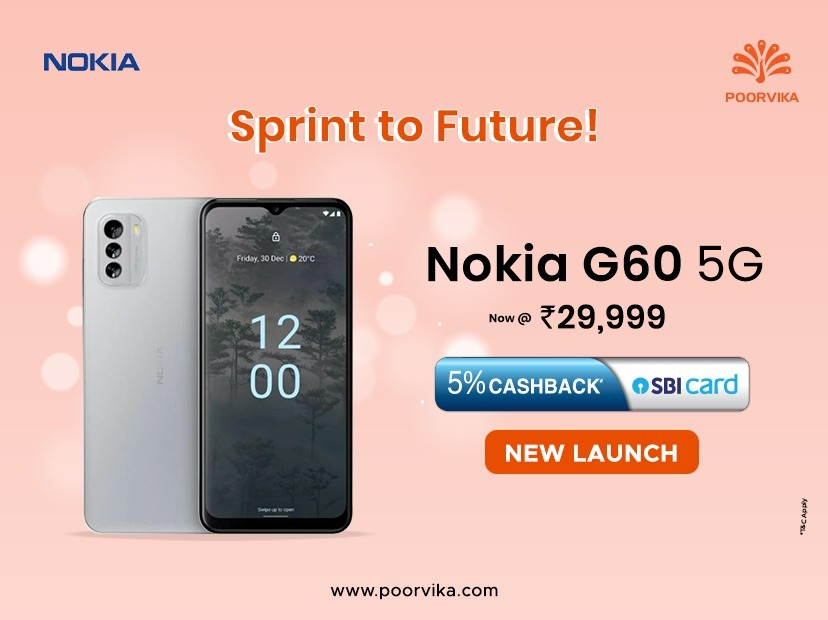 NOKIA
POORVIKA
Sprint to Future!
Friday, 30 Dec | 20°C
12
00
NOKIA
Swipe up to open
Nokia G60 5G
Now @ ₹29,999
5% CASHBACK*
SBI card
NEW LAUNCH
*T&C Apply
www.poorvika.com